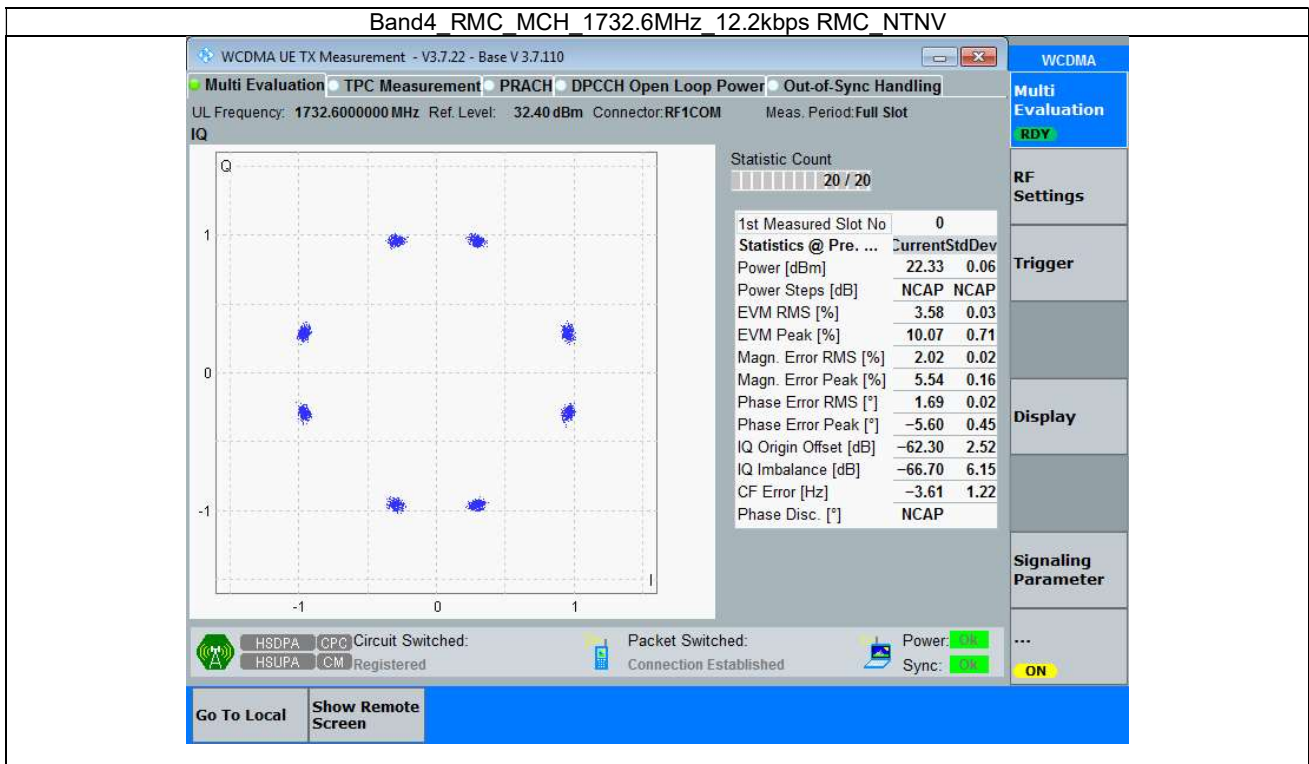 Band4_RMC_MCH_1732.6MHz_12.2kbps RMC_NTNV
WCDMA UE TX Measurement - V3.7.22 - Base V 3.7.110
WCDMA
Multi Evaluation TPC Measurement PRACH DPCCH Open Loop Power Out-of-Sync Handling
UL Frequency: 1732.6000000 MHz Ref. Level: 32.40 dBm Connector:RF1COM Meas. Period:Full Slot
IQ
Multi
Evaluation
RDY
RF
Settings
Trigger
Display
Signaling
Parameter
...
ON
Q
1
0
-1
I
-1 0 1
Statistic Count
20 / 20
1st Measured Slot No 0
Statistics @ Pre. ... CurrentStdDev
Power [dBm] 22.33 0.06
Power Steps [dB] NCAP NCAP
EVM RMS [%] 3.58 0.03
EVM Peak [%] 10.07 0.71
Magn. Error RMS [%] 2.02 0.02
Magn. Error Peak [%] 5.54 0.16
Phase Error RMS [°] 1.69 0.02
Phase Error Peak [°] −5.60 0.45
IQ Origin Offset [dB] −62.30 2.52
IQ Imbalance [dB] −66.70 6.15
CF Error [Hz] −3.61 1.22
Phase Disc. [°] NCAP
HSDPA CPC Circuit Switched: Packet Switched: Power: Ok
HSUPA CM Registered Connection Established Sync: Ok
Go To Local
Show Remote
Screen